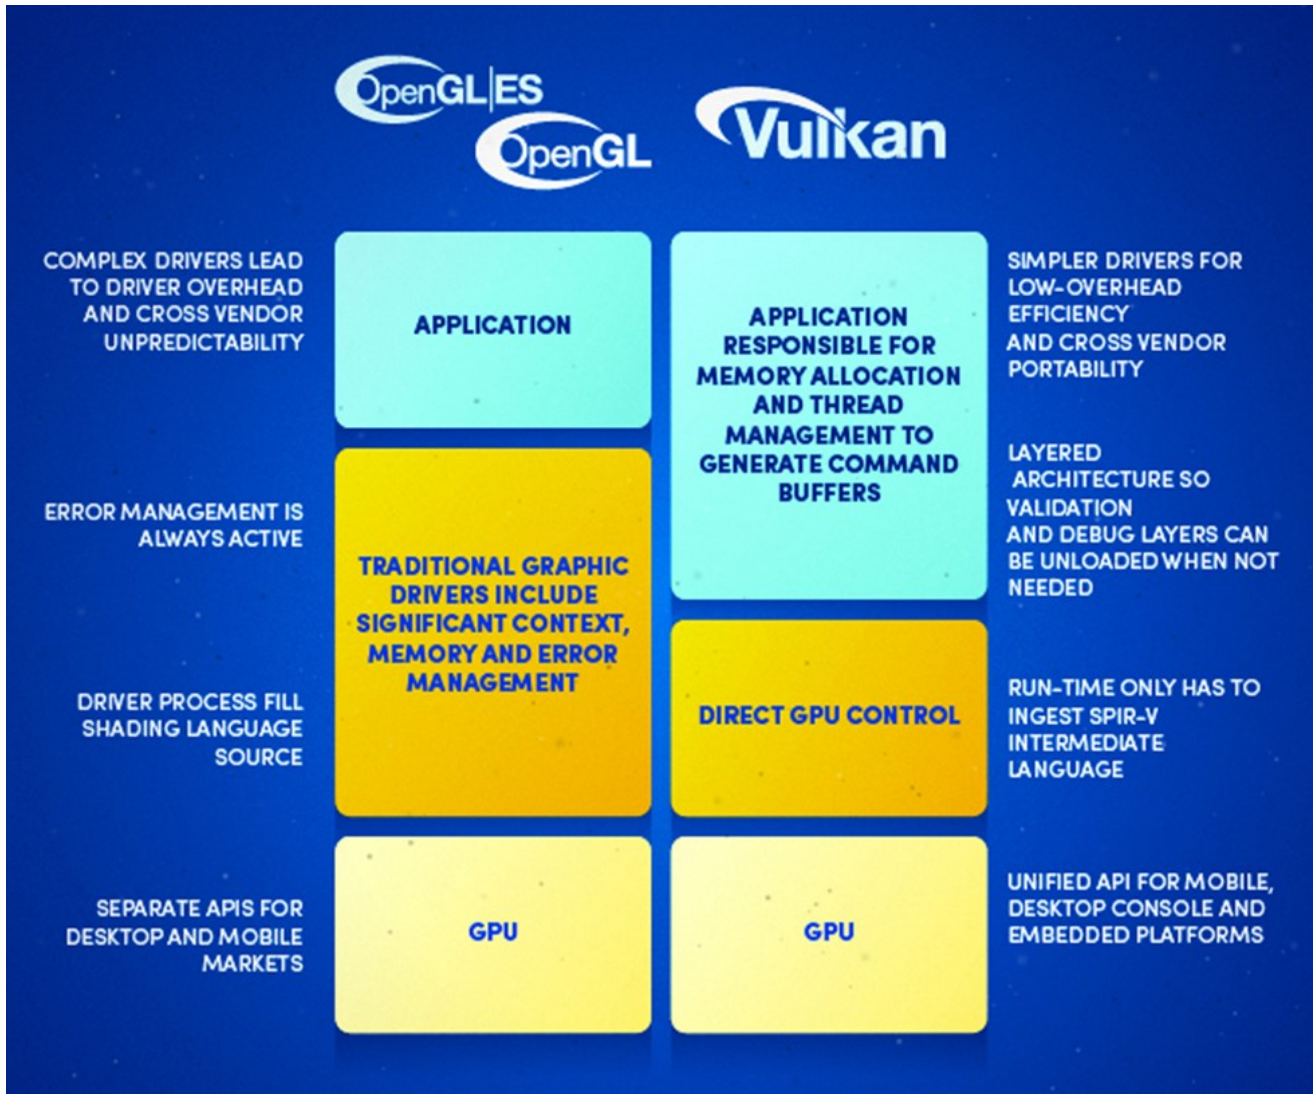 OpenGL|ES
OpenGL
Vulkan
COMPLEX DRIVERS LEAD
TO DRIVER OVERHEAD
AND CROSS VENDOR
UNPREDICTABILITY
ERROR MANAGEMENT IS
ALWAYS ACTIVE
DRIVER PROCESS FILL
SHADING LANGUAGE
SOURCE
SEPARATE APIS FOR
DESKTOP AND MOBILE
MARKETS
APPLICATION
TRADITIONAL GRAPHIC
DRIVERS INCLUDE
SIGNIFICANT CONTEXT,
MEMORY AND ERROR
MANAGEMENT
GPU
APPLICATION
RESPONSIBLE FOR
MEMORY ALLOCATION
AND THREAD
MANAGEMENT TO
GENERATE COMMAND
BUFFERS
DIRECT GPU CONTROL
GPU
SIMPLER DRIVERS FOR
LOW-OVERHEAD
EFFICIENCY
AND CROSS VENDOR
PORTABILITY
LAYERED
ARCHITECTURE SO
VALIDATION
AND DEBUG LAYERS CAN
BE UNLOADED WHEN NOT
NEEDED
RUN-TIME ONLY HAS TO
INGEST SPIR-V
INTERMEDIATE
LANGUAGE
UNIFIED API FOR MOBILE,
DESKTOP CONSOLE AND
EMBEDDED PLATFORMS